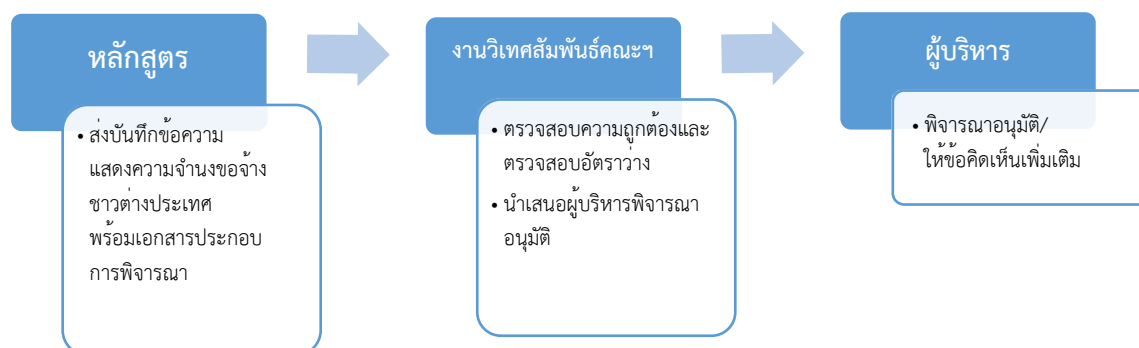 หลักสูตร
• ส่งบันทึกข้อความ
แสดงความจำนงขอจ้าง
ชาวต่างประเทศ
พร้อมเอกสารประกอบ
การพิจารณา
งานวิเทศสัมพันธ์คณะฯ
• ตรวจสอบความถูกต้องและ
ตรวจสอบอัตราว่าง
• นำเสนอผู้บริหารพิจารณา
อนุมัติ
ผู้บริหาร
• พิจารณาอนุมัติ/
ให้ข้อคิดเห็นเพิ่มเติม